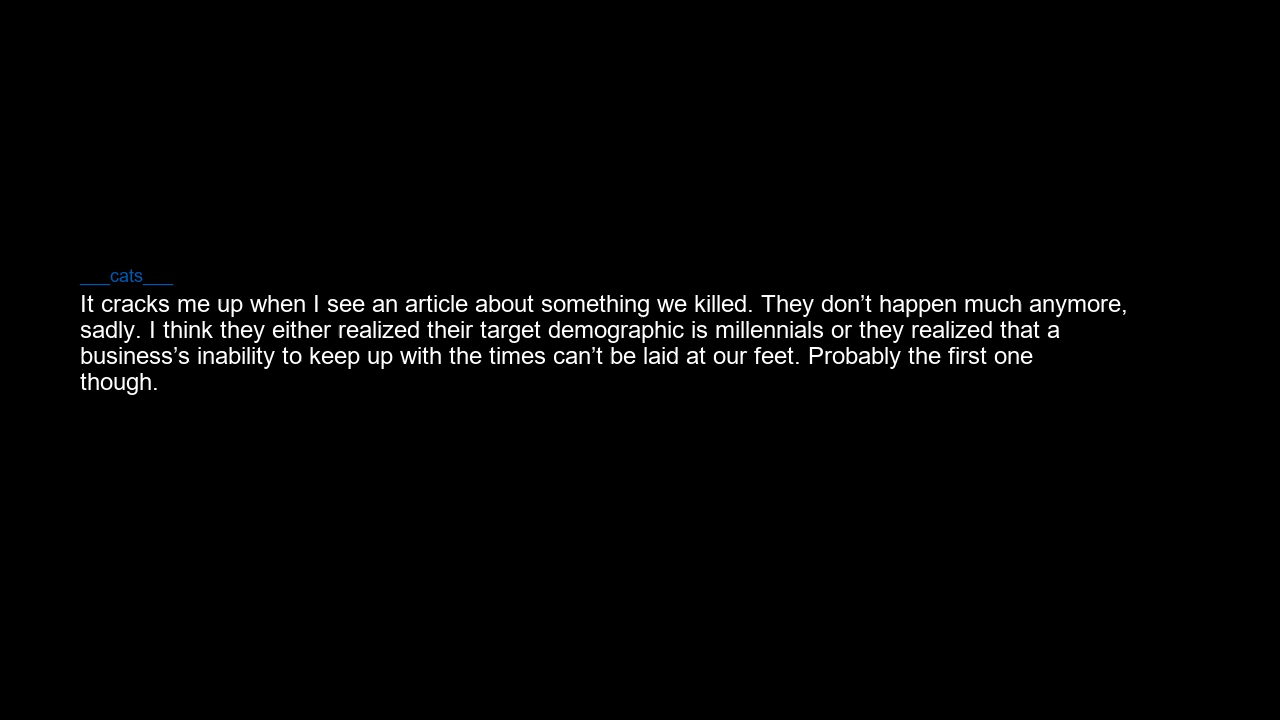 ___cats___
It cracks me up when I see an article about something we killed. They don’t happen much anymore,
sadly. I think they either realized their target demographic is millennials or they realized that a
business’s inability to keep up with the times can’t be laid at our feet. Probably the first one
though.